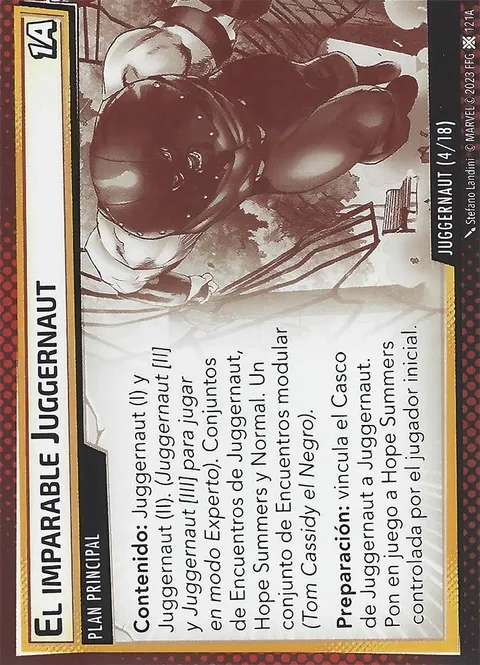 EL IMPARABLE JUGGERNAUT
1A
PLAN PRINCIPAL
Contenido: Juggernaut (I) y
Juggernaut (II). (Juggernaut [II]
y Juggernaut [III] para jugar
en modo Experto). Conjuntos
de Encuentros de Juggernaut,
Hope Summers y Normal. Un
conjunto de Encuentros modular
(Tom Cassidy el Negro).
Preparación: vincula el Casco
de Juggernaut a Juggernaut.
Pon en juego a Hope Summers
controlada por el jugador inicial.
JUGGERNAUT (4/18)
Stefano Landini © MARVEL © 2023 FFG 121A